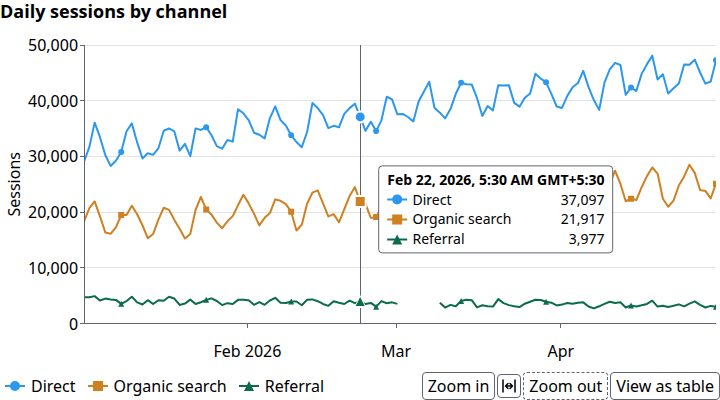 Daily sessions by channel
50,000
40,000
30,000
20,000
10,000
0
Sessions
Feb 22, 2026, 5:30 AM GMT+5:30
Direct 37,097
Organic search 21,917
Referral 3,977
Feb 2026 Mar Apr
Direct Organic search Referral
Zoom in Zoom out View as table